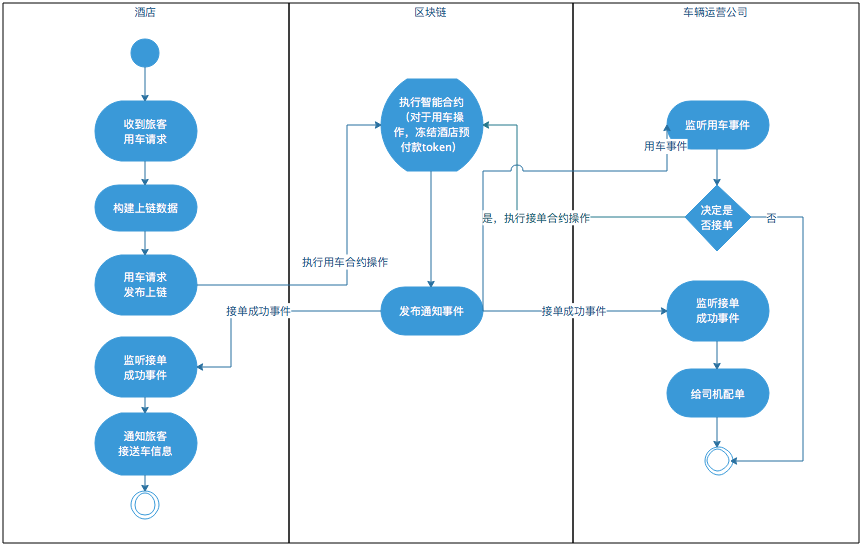 酒店
区块链
车辆运营公司
收到旅客
用车请求
构建上链数据
用车请求
发布上链
监听接单
成功事件
通知旅客
接送车信息
执行用车合约操作
接单成功事件
执行智能合约
（对于用车操
作，冻结酒店预
付款token）
发布通知事件
用车事件
是，执行接单合约操作
接单成功事件
监听用车事件
决定是
否接单
否
监听接单
成功事件
给司机配单